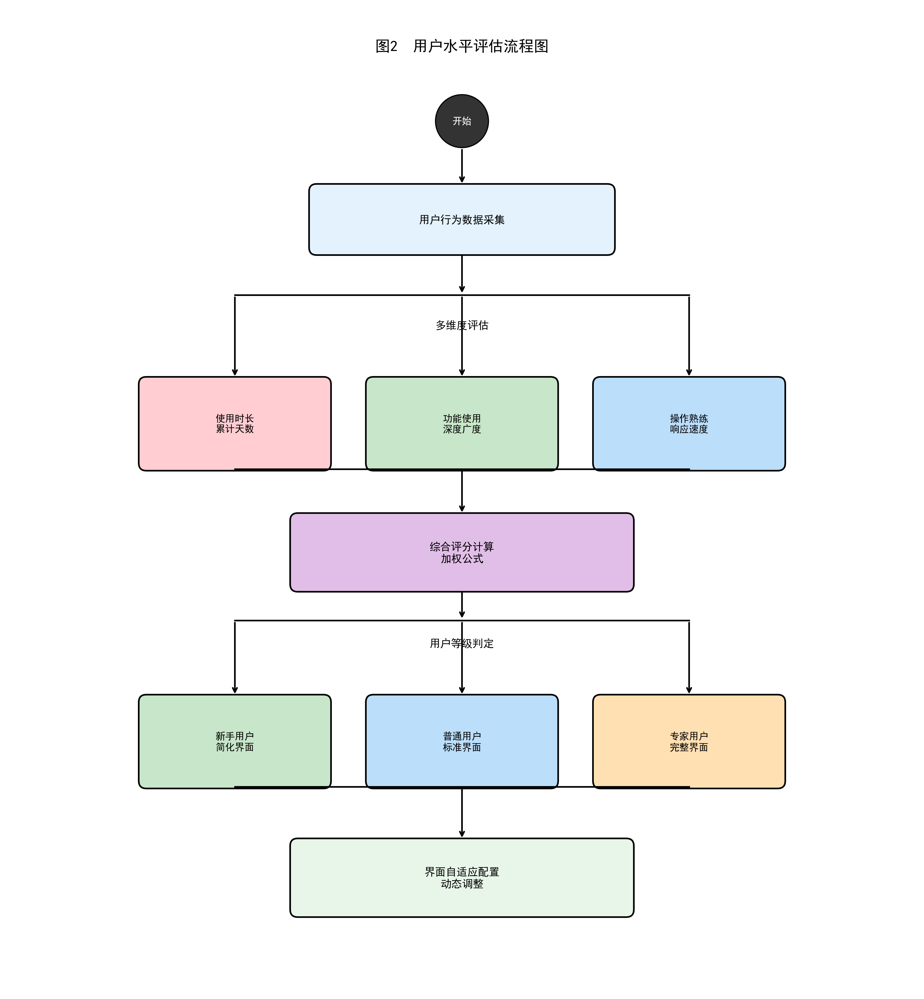 图2　用户水平评估流程图
开始
用户行为数据采集
多维度评估
使用时长
累计天数
功能使用
深度广度
操作熟练
响应速度
综合评分计算
加权公式
用户等级判定
新手用户
简化界面
普通用户
标准界面
专家用户
完整界面
界面自适应配置
动态调整